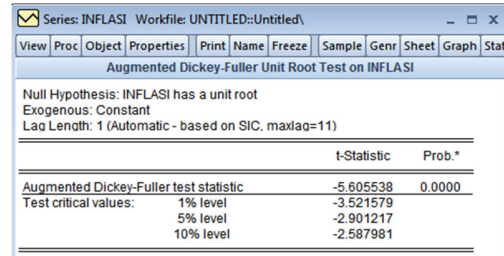 Series: INFLASI Workfile: UNTITLED::Untitled\
View Proc Object Properties Print Name Freeze Sample Genr Sheet Graph Stat
Augmented Dickey-Fuller Unit Root Test on INFLASI
Null Hypothesis: INFLASI has a unit root
Exogenous: Constant
Lag Length: 1 (Automatic - based on SIC, maxlag=11)
t-Statistic Prob.*
Augmented Dickey-Fuller test statistic -5.605538 0.0000
Test critical values: 1% level -3.521579
5% level -2.901217
10% level -2.587981